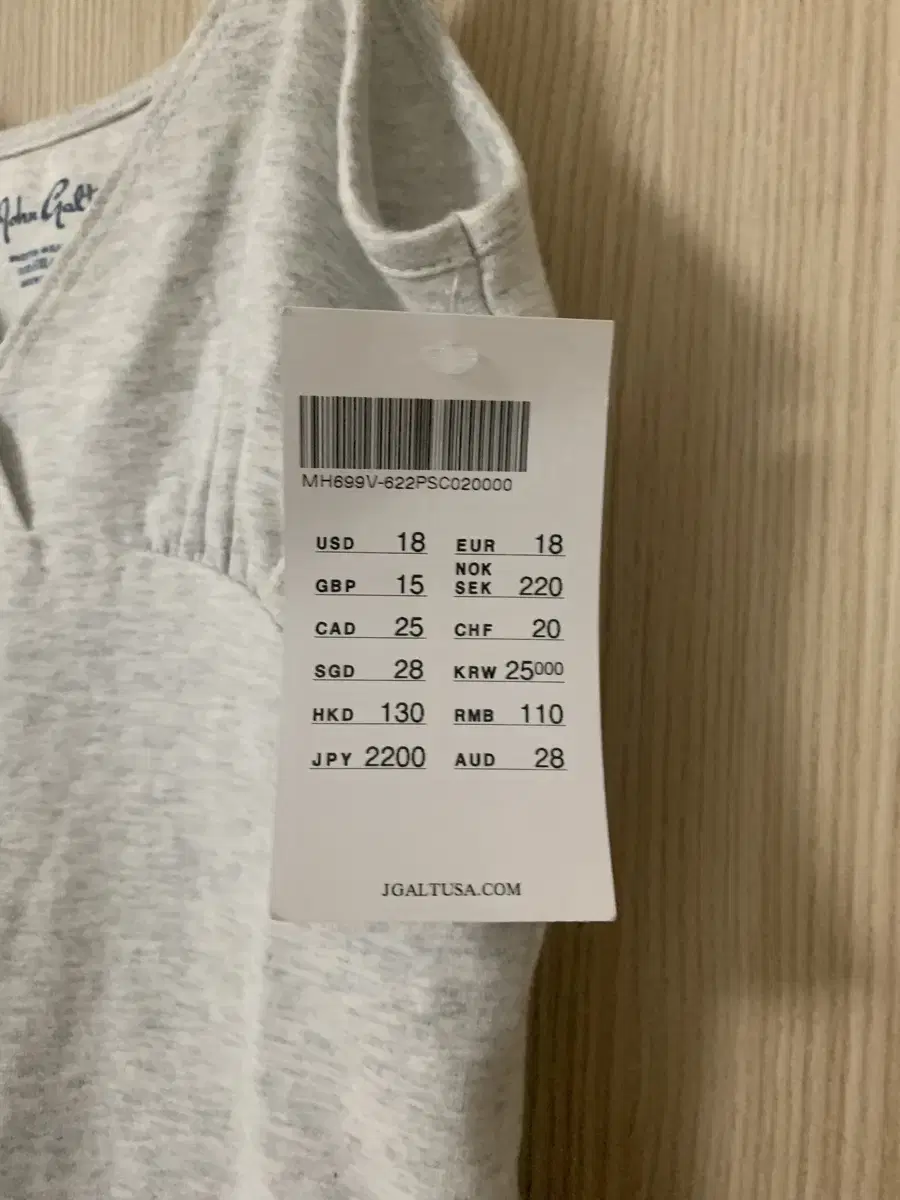 John Galt
MH699V-622PSC020000
USD 18 EUR 18
NOK
GBP 15 SEK 220
CAD 25 CHF 20
SGD 28 KRW 25000
HKD 130 RMB 110
JPY 2200 AUD 28
JGALTUSA.COM